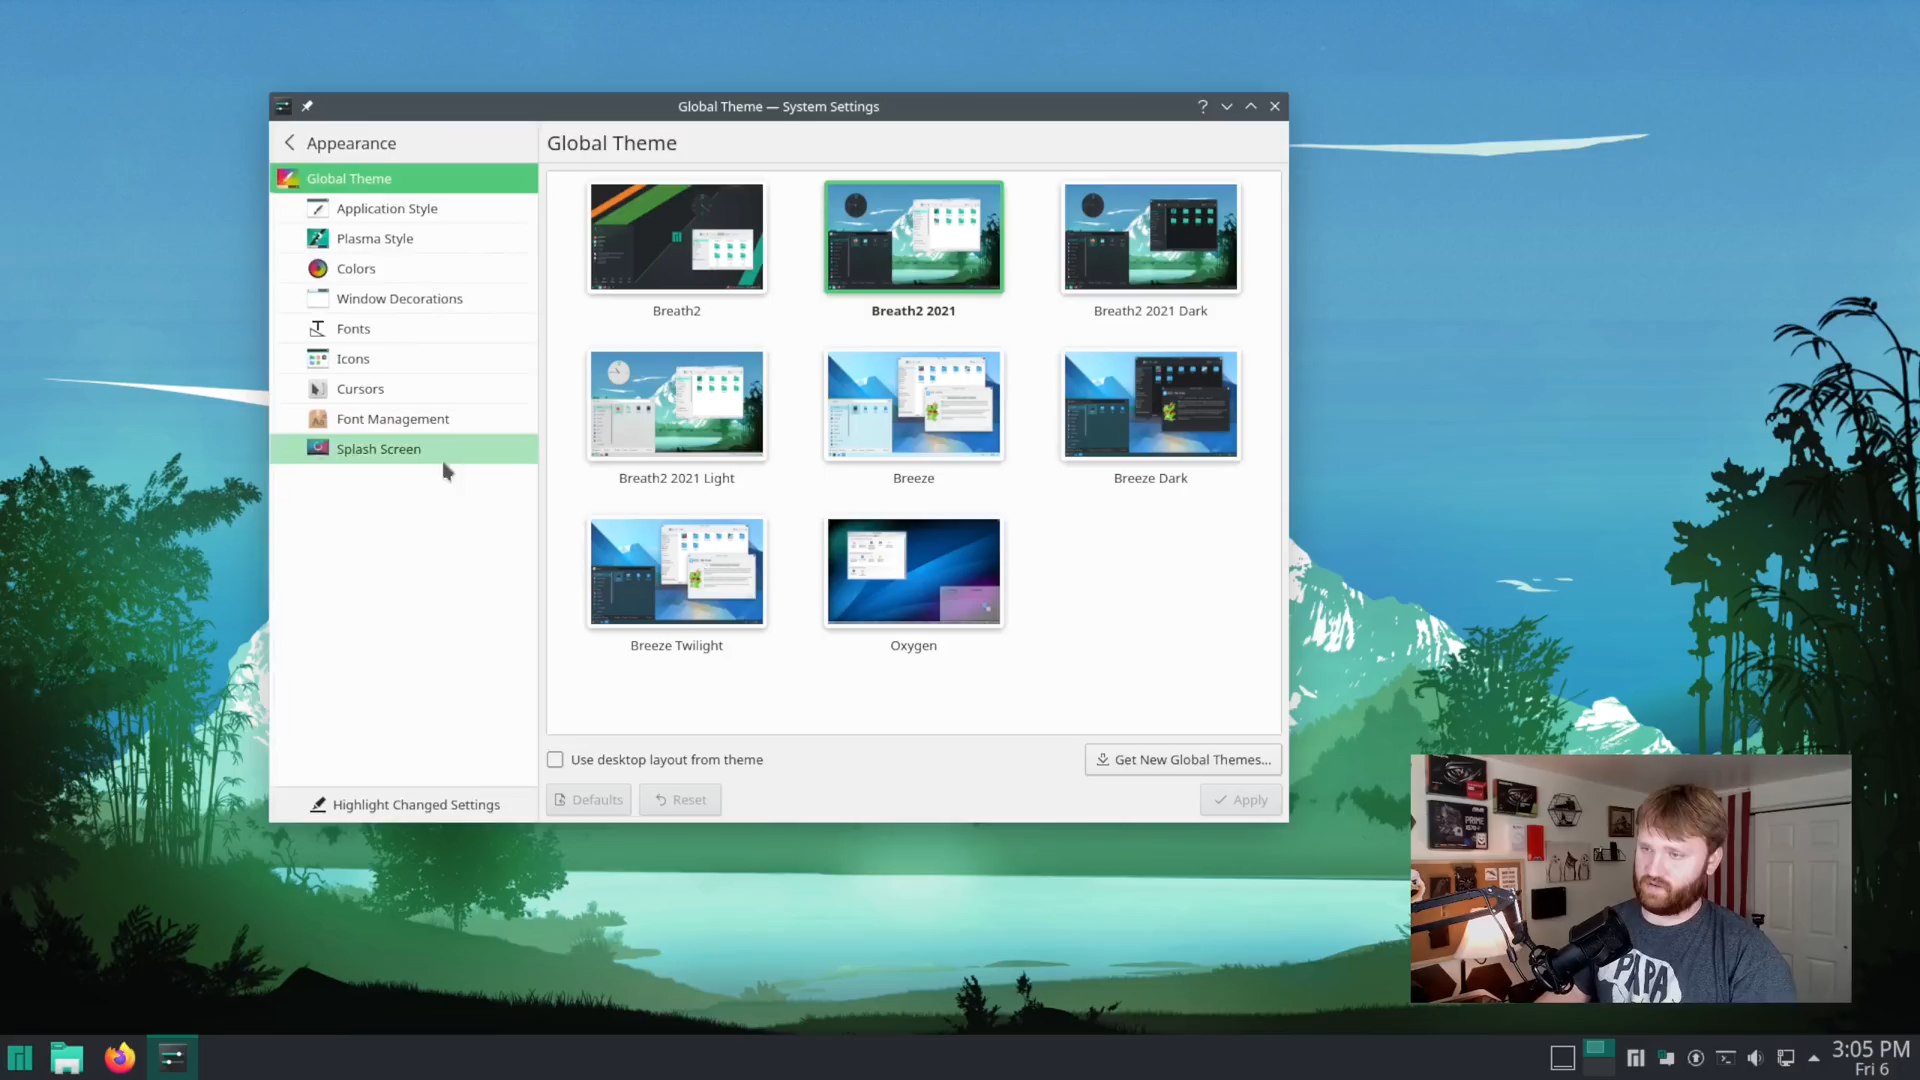 Global Theme — System Settings
Appearance
Global Theme
Application Style
Plasma Style
Colors
Window Decorations
Fonts
Icons
Cursors
Font Management
Splash Screen
Highlight Changed Settings
Global Theme
Breath2
Breath2 2021
Breath2 2021 Dark
Breath2 2021 Light
Breeze
Breeze Dark
Breeze Twilight
Oxygen
Use desktop layout from theme
Get New Global Themes...
Defaults
Reset
Apply
PRIME
PAPA
3:05 PM
Fri 6